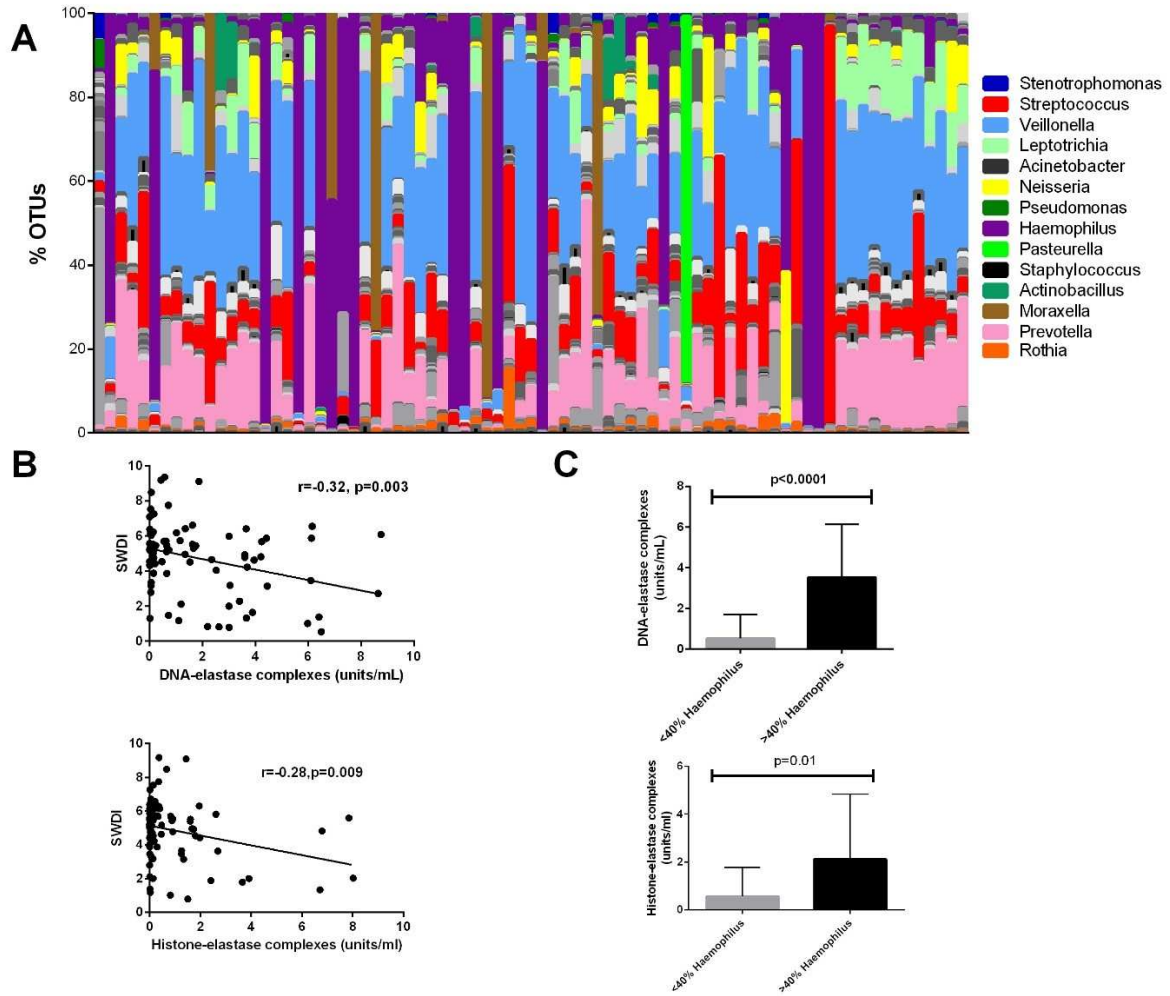 A
100
80
60
40
20
0
% OTUs
Stenotrophomonas
Streptococcus
Veillonella
Leptotrichia
Acinetobacter
Neisseria
Pseudomonas
Haemophilus
Pasteurella
Staphylococcus
Actinobacillus
Moraxella
Prevotella
Rothia
B
10
8
6
4
2
0
SWDI
r=-0.32, p=0.003
0 2 4 6 8 10
DNA-elastase complexes (units/mL)
10
8
6
4
2
0
SWDI
r=-0.28,p=0.009
0 2 4 6 8 10
Histone-elastase complexes (units/ml)
C
p<0.0001
8
6
4
2
0
DNA-elastase complexes
(units/mL)
<40% Haemophilus
>40% Haemophilus
p=0.01
6
4
2
0
Histone-elastase complexes
(units/ml)
<40% Haemophilus
>40% Haemophilus